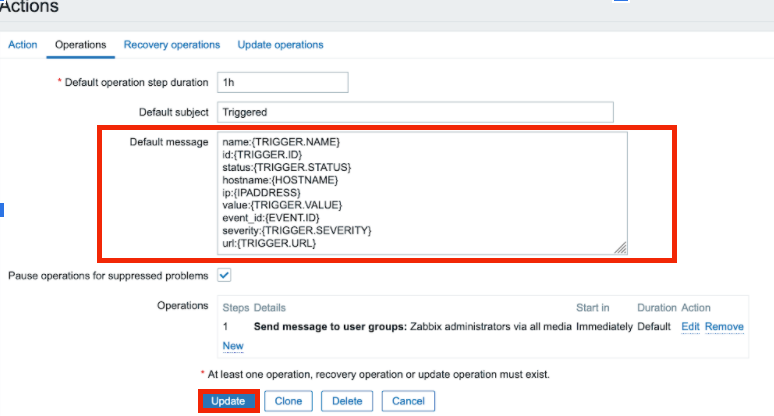 Actions
Action Operations Recovery operations Update operations
* Default operation step duration 1h
Default subject Triggered
Default message name:{TRIGGER.NAME}
id:{TRIGGER.ID}
status:{TRIGGER.STATUS}
hostname:{HOSTNAME}
ip:{IPADDRESS}
value:{TRIGGER.VALUE}
event_id:{EVENT.ID}
severity:{TRIGGER.SEVERITY}
url:{TRIGGER.URL}
Pause operations for suppressed problems
Operations Steps Details Start in Duration Action
1 Send message to user groups: Zabbix administrators via all media Immediately Default Edit Remove
New
* At least one operation, recovery operation or update operation must exist.
Update Clone Delete Cancel